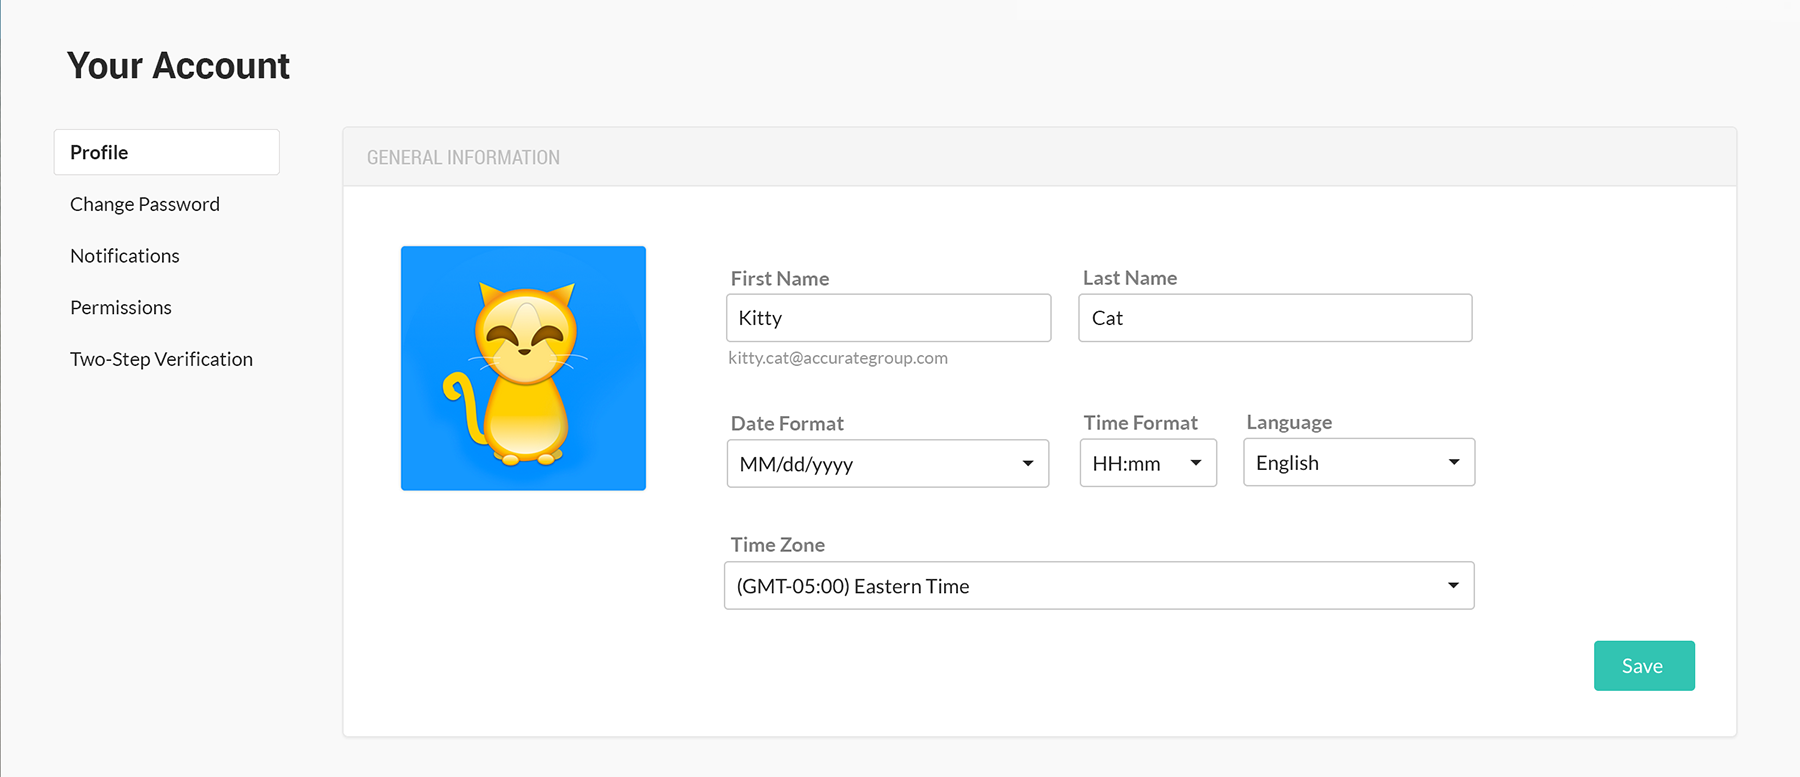 Your Account
Profile
Change Password
Notifications
Permissions
Two-Step Verification
GENERAL INFORMATION
First Name
Last Name
Kitty
Cat
kitty.cat@accurategroup.com
Date Format
Time Format
Language
MM/dd/yyyy
HH:mm
English
Time Zone
(GMT-05:00) Eastern Time
Save